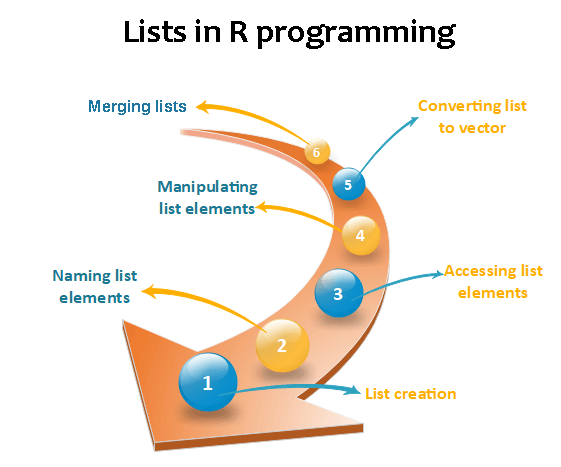 Lists in R programming
Merging lists
Converting list
to vector
6
5
Manipulating
list elements
4
Naming list
elements
Accessing list
elements
3
2
1
List creation